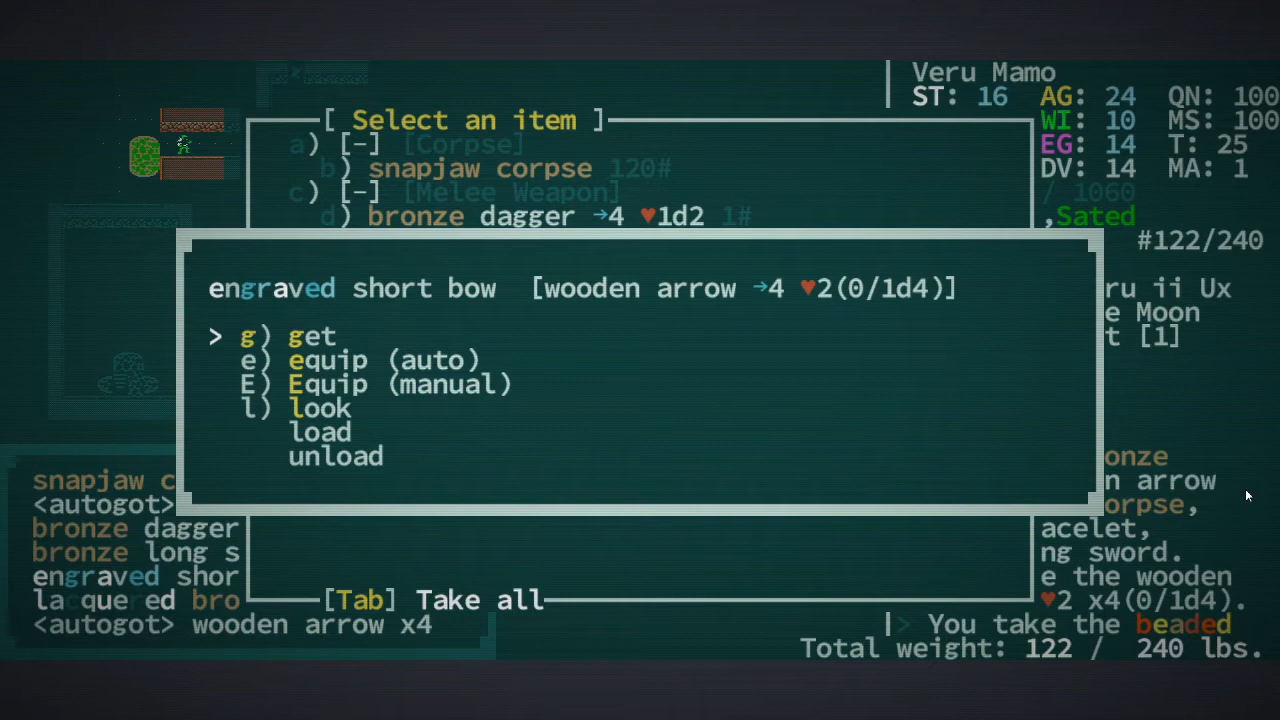 Veru Mamo
ST: 16 AG: 24 QN: 100
WI: 10 MS: 100
EG: 14 T: 25
DV: 14 MA: 1
/ 1060
,Sated
#122/240
[ Select an item ]
a) [-] [Corpse]
b) snapjaw corpse 120#
c) [-] [Melee Weapon]
d) bronze dagger →4 ♥1d2 1#
engraved short bow [wooden arrow →4 ♥2(0/1d4)]
> g) get
e) equip (auto)
E) Equip (manual)
l) look
load
unload
ru ii Ux
e Moon
t [1]
snapjaw c
<autogot>
bronze dagger
bronze long s
engraved shor
lacquered bro
<autogot> wooden arrow x4
[Tab] Take all
onze
n arrow
orpse,
acelet,
ng sword.
e the wooden
♥2 x4(0/1d4).
> You take the beaded
Total weight: 122 / 240 lbs.